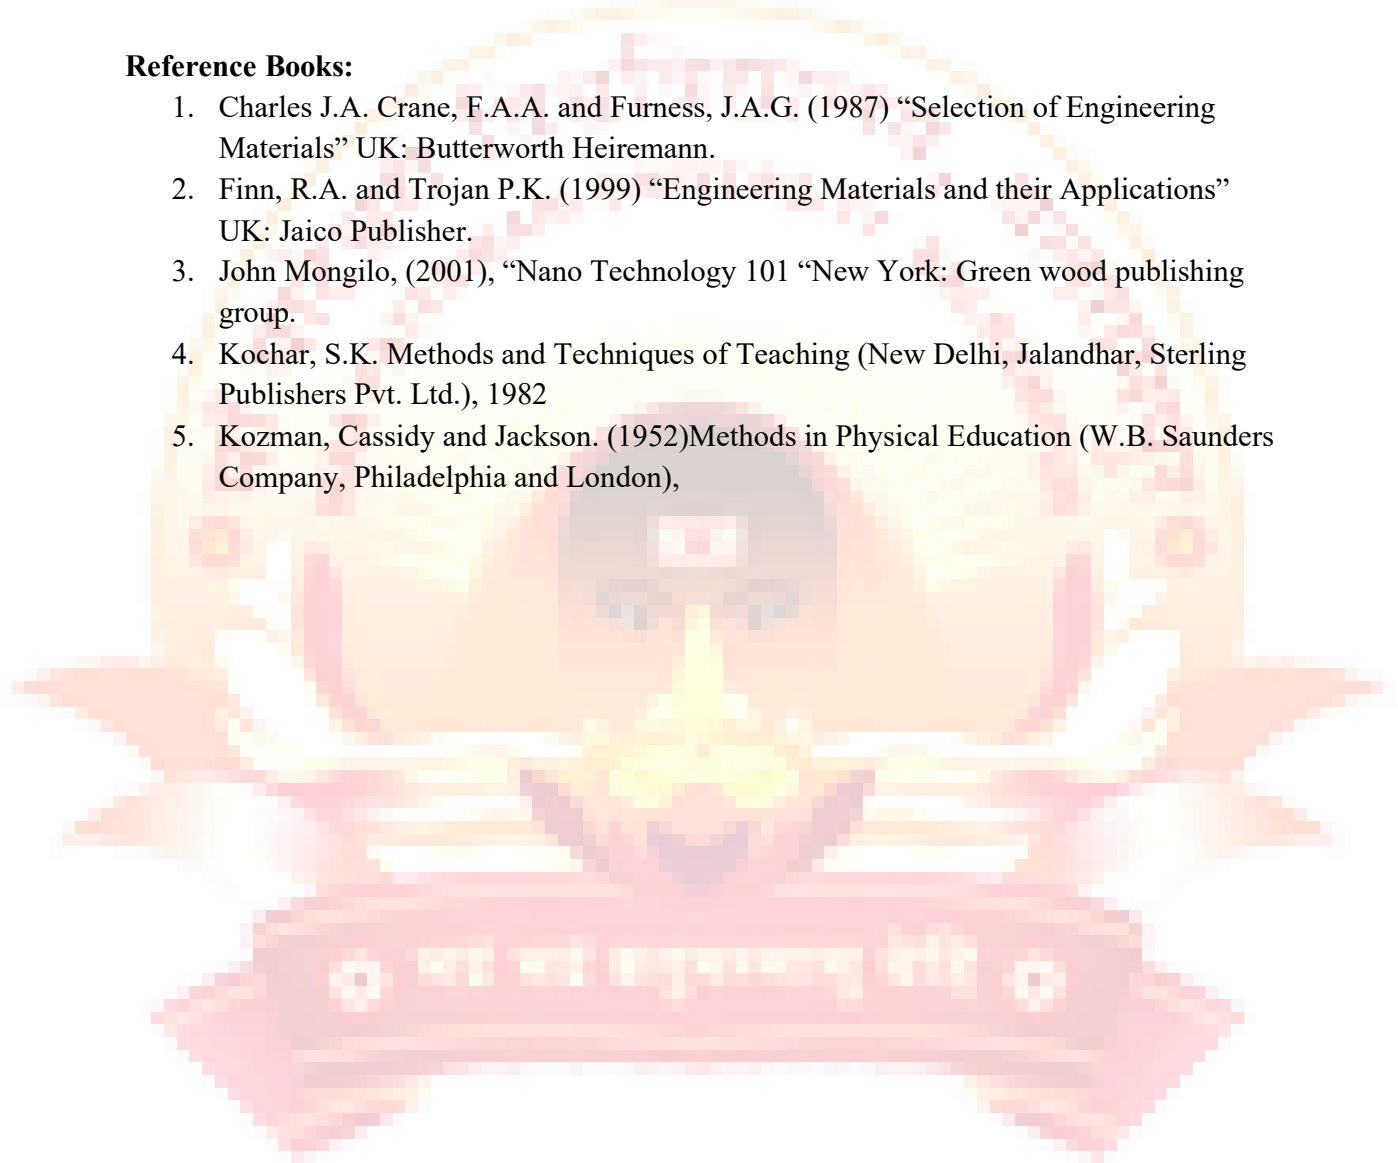 Reference Books:
1. Charles J.A. Crane, F.A.A. and Furness, J.A.G. (1987) “Selection of Engineering
Materials” UK: Butterworth Heiremann.
2. Finn, R.A. and Trojan P.K. (1999) “Engineering Materials and their Applications”
UK: Jaico Publisher.
3. John Mongilo, (2001), “Nano Technology 101 “New York: Green wood publishing
group.
4. Kochar, S.K. Methods and Techniques of Teaching (New Delhi, Jalandhar, Sterling
Publishers Pvt. Ltd.), 1982
5. Kozman, Cassidy and Jackson. (1952)Methods in Physical Education (W.B. Saunders
Company, Philadelphia and London),